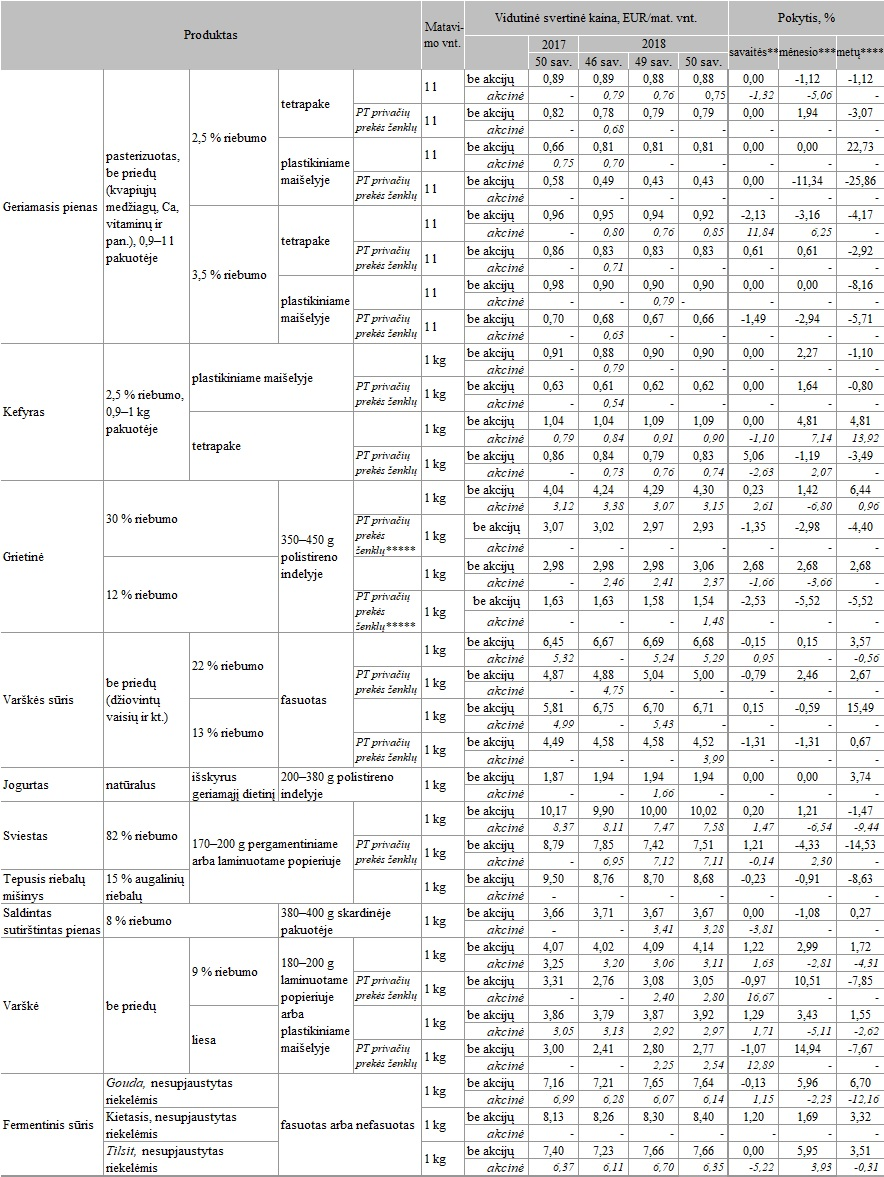 Produktas Matavi-mo vnt. Vidutinė svertinė kaina, EUR/mat. vnt. Pokytis, %
2017 2018 savaitės** mėnesio*** metų****
50 sav. 46 sav. 49 sav. 50 sav.
Geriamasis pienas pasterizuotas, be priedų (kvapiųjų medžiagų, Ca, vitaminų ir pan.), 0,9–1 l pakuotėje 2,5 % riebumo tetrapake 1 l be akcijų 0,89 0,89 0,88 0,88 0,00 -1,12 -1,12
akcinė - 0,79 0,76 0,75 -1,32 -5,06 -
PT privačių prekės ženklų 1 l be akcijų 0,82 0,78 0,79 0,79 0,00 1,94 -3,07
akcinė - 0,68 - - - - -
plastikiniame maišelyje 1 l be akcijų 0,66 0,81 0,81 0,81 0,00 0,00 22,73
akcinė 0,75 0,70 - - - - -
PT privačių prekės ženklų 1 l be akcijų 0,58 0,49 0,43 0,43 0,00 -11,34 -25,86
akcinė - - - - - - -
3,5 % riebumo tetrapake 1 l be akcijų 0,96 0,95 0,94 0,92 -2,13 -3,16 -4,17
akcinė - 0,80 0,76 0,85 11,84 6,25 -
PT privačių prekės ženklų 1 l be akcijų 0,86 0,83 0,83 0,83 0,61 0,61 -2,92
akcinė - 0,71 - - - - -
plastikiniame maišelyje 1 l be akcijų 0,98 0,90 0,90 0,90 0,00 0,00 -8,16
akcinė - - 0,79 - - - -
PT privačių prekės ženklų 1 l be akcijų 0,70 0,68 0,67 0,66 -1,49 -2,94 -5,71
akcinė - 0,63 - - - - -
Kefyras 2,5 % riebumo, 0,9–1 kg pakuotėje plastikiniame maišelyje 1 kg be akcijų 0,91 0,88 0,90 0,90 0,00 2,27 -1,10
akcinė - 0,79 - - - - -
PT privačių prekės ženklų 1 kg be akcijų 0,63 0,61 0,62 0,62 0,00 1,64 -0,80
akcinė - 0,54 - - - - -
tetrapake 1 kg be akcijų 1,04 1,04 1,09 1,09 0,00 4,81 4,81
akcinė 0,79 0,84 0,91 0,90 -1,10 7,14 13,92
PT privačių prekės ženklų 1 kg be akcijų 0,86 0,84 0,79 0,83 5,06 -1,19 -3,49
akcinė - 0,73 0,76 0,74 -2,63 2,07 -
Grietinė 30 % riebumo 350–450 g polistireno indelyje 1 kg be akcijų 4,04 4,24 4,29 4,30 0,23 1,42 6,44
akcinė 3,12 3,38 3,07 3,15 2,61 -6,80 0,96
PT privačių prekės ženklų***** 1 kg be akcijų 3,07 3,02 2,97 2,93 -1,35 -2,98 -4,40
akcinė - - - - - - -
12 % riebumo 1 kg be akcijų 2,98 2,98 2,98 3,06 2,68 2,68 2,68
akcinė - 2,46 2,41 2,37 -1,66 -3,66 -
PT privačių prekės ženklų***** 1 kg be akcijų 1,63 1,63 1,58 1,54 -2,53 -5,52 -5,52
akcinė - - - 1,48 - - -
Varškės sūris be priedų (džiovintų vaisių ir kt.) 22 % riebumo fasuotas 1 kg be akcijų 6,45 6,67 6,69 6,68 -0,15 0,15 3,57
akcinė 5,32 - 5,24 5,29 0,95 - -0,56
PT privačių prekės ženklų 1 kg be akcijų 4,87 4,88 5,04 5,00 -0,79 2,46 2,67
akcinė - 4,75 - - - - -
13 % riebumo 1 kg be akcijų 5,81 6,75 6,70 6,71 0,15 -0,59 15,49
akcinė 4,99 - 5,43 - - - -
PT privačių prekės ženklų 1 kg be akcijų 4,49 4,58 4,58 4,52 -1,31 -1,31 0,67
akcinė - - - 3,99 - - -
Jogurtas natūralus išskyrus geriamąjį dietinį 200–380 g polistireno indelyje 1 kg be akcijų 1,87 1,94 1,94 1,94 0,00 0,00 3,74
akcinė - - 1,66 - - - -
Sviestas 82 % riebumo 170–200 g pergamentiniame arba laminuotame popieriuje 1 kg be akcijų 10,17 9,90 10,00 10,02 0,20 1,21 -1,47
akcinė 8,37 8,11 7,47 7,58 1,47 -6,54 -9,44
PT privačių prekės ženklų 1 kg be akcijų 8,79 7,85 7,42 7,51 1,21 -4,33 -14,53
akcinė - 6,95 7,12 7,11 -0,14 2,30 -
Tepusis riebalų mišinys 15 % augalinių riebalų 1 kg be akcijų 9,50 8,76 8,70 8,68 -0,23 -0,91 -8,63
akcinė - - - - - - -
Saldintas sutirštintas pienas 8 % riebumo 380–400 g skardinėje pakuotėje 1 kg be akcijų 3,66 3,71 3,67 3,67 0,00 -1,08 0,27
akcinė - - 3,41 3,28 -3,81 - -
Varškė be priedų 9 % riebumo 180–200 g laminuotame popieriuje arba plastikiniame maišelyje 1 kg be akcijų 4,07 4,02 4,09 4,14 1,22 2,99 1,72
akcinė 3,25 3,20 3,06 3,11 1,63 -2,81 -4,31
PT privačių prekės ženklų 1 kg be akcijų 3,31 2,76 3,08 3,05 -0,97 10,51 -7,85
akcinė - - 2,40 2,80 16,67 - -
liesa 1 kg be akcijų 3,86 3,79 3,87 3,92 1,29 3,43 1,55
akcinė 3,05 3,13 2,92 2,97 1,71 -5,11 -2,62
PT privačių prekės ženklų 1 kg be akcijų 3,00 2,41 2,80 2,77 -1,07 14,94 -7,67
akcinė - - 2,25 2,54 12,89 - -
Fermentinis sūris Gouda, nesupjaustytas riekelėmis fasuotas arba nefasuotas 1 kg be akcijų 7,16 7,21 7,65 7,64 -0,13 5,96 6,70
akcinė 6,99 6,28 6,07 6,14 1,15 -2,23 -12,16
Kietasis, nesupjaustytas riekelėmis 1 kg be akcijų 8,13 8,26 8,30 8,40 1,20 1,69 3,32
akcinė - - - - - - -
Tilsit, nesupjaustytas riekelėmis 1 kg be akcijų 7,40 7,23 7,66 7,66 0,00 5,95 3,51
akcinė 6,37 6,11 6,70 6,35 -5,22 3,93 -0,31